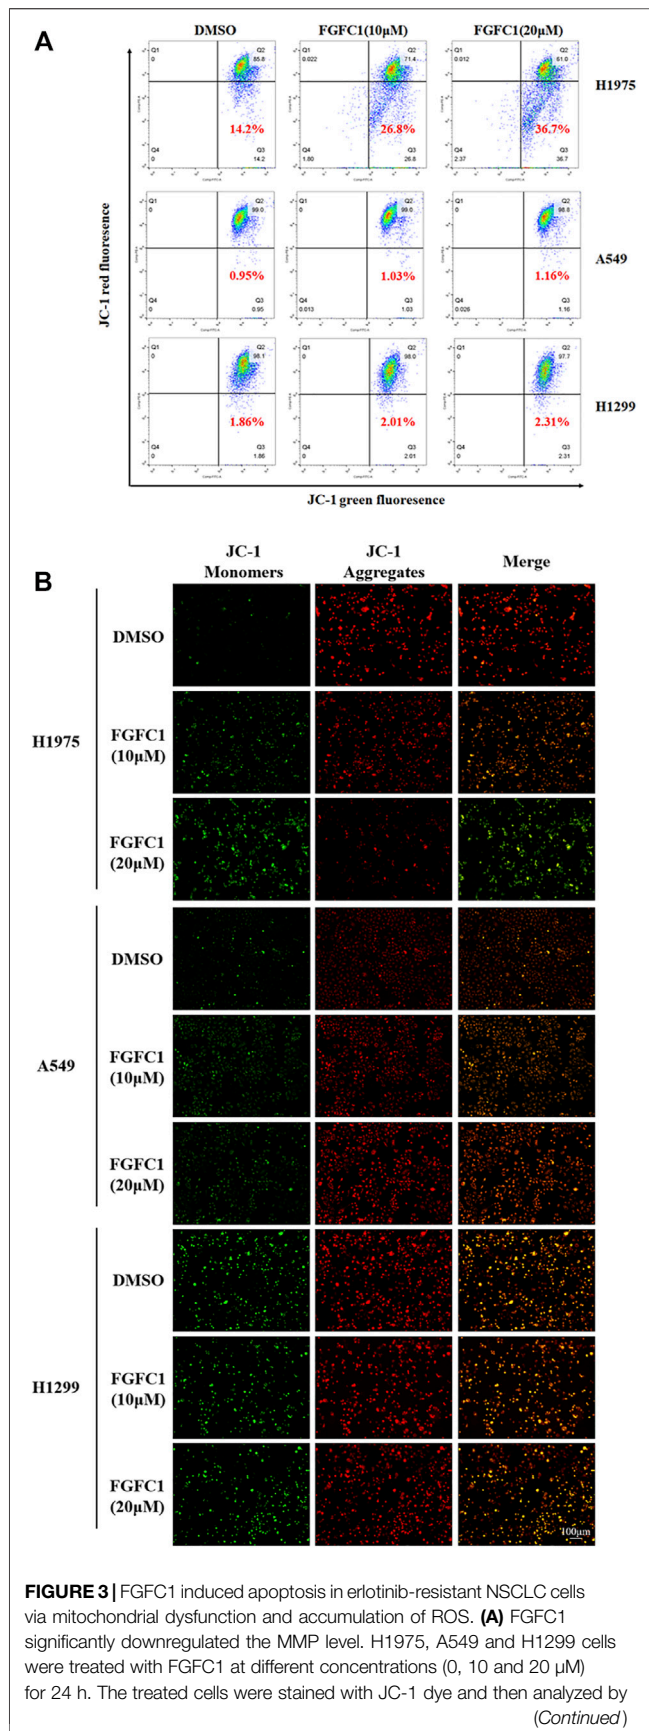 A
DMSO
FGFC1(10µM)
FGFC1(20µM)
Q1
0
Q2
85.8
14.2%
Q4
0
Q3
14.2
Q1
0.022
Q2
71.4
26.8%
Q4
1.80
Q3
26.8
Q1
0.012
Q2
61.0
36.7%
Q4
2.37
Q3
36.7
H1975
Q1
0
Q2
99.0
0.95%
Q4
0
Q3
0.95
Q1
0
Q2
99.0
1.03%
Q4
0.013
Q3
1.03
Q1
0
Q2
98.8
1.16%
Q4
0.026
Q3
1.16
A549
Q1
0
Q2
98.1
1.86%
Q4
0
Q3
1.86
Q1
0
Q2
98.0
2.01%
Q4
0
Q3
2.01
Q1
0
Q2
97.7
2.31%
Q4
0
Q3
2.31
H1299
JC-1 red fluoresence
JC-1 green fluoresence
B
JC-1
Monomers
JC-1
Aggregates
Merge
H1975
DMSO
FGFC1
(10µM)
FGFC1
(20µM)
A549
DMSO
FGFC1
(10µM)
FGFC1
(20µM)
H1299
DMSO
FGFC1
(10µM)
FGFC1
(20µM)
100µm
FIGURE 3 | FGFC1 induced apoptosis in erlotinib-resistant NSCLC cells
via mitochondrial dysfunction and accumulation of ROS. (A) FGFC1
significantly downregulated the MMP level. H1975, A549 and H1299 cells
were treated with FGFC1 at different concentrations (0, 10 and 20 µM)
for 24 h. The treated cells were stained with JC-1 dye and then analyzed by
(Continued)